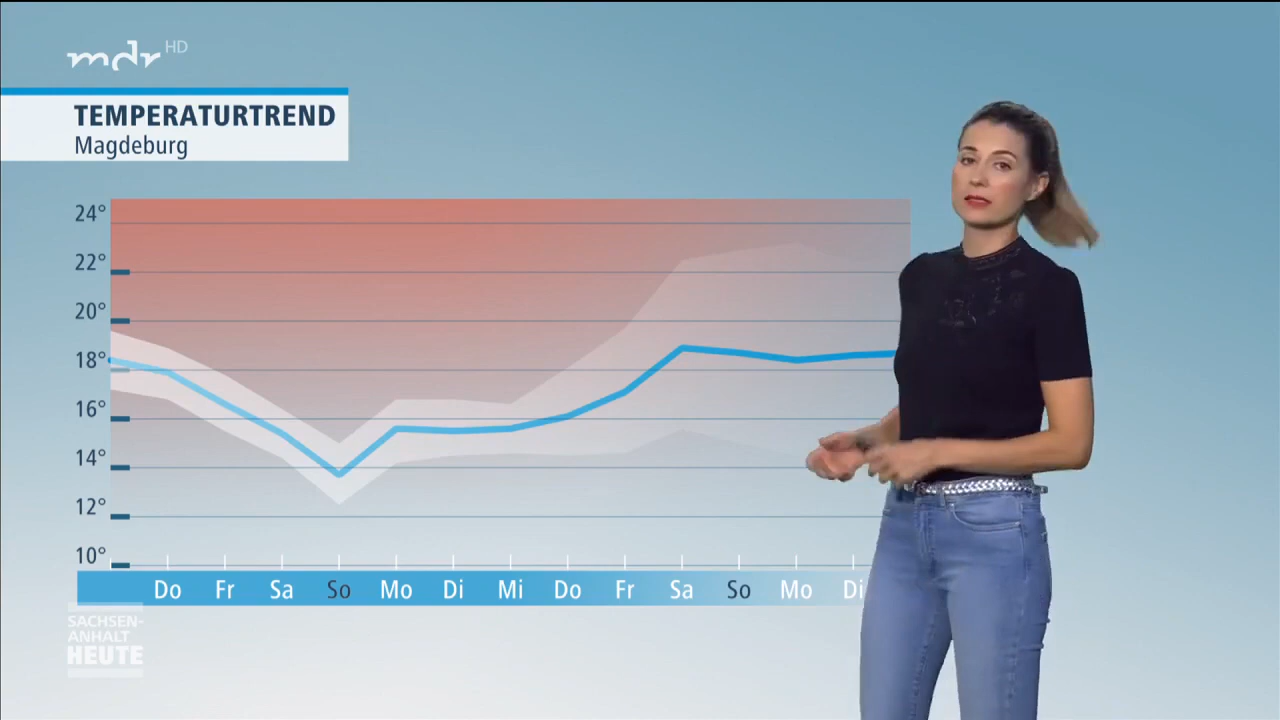 mdr HD
TEMPERATURTREND
Magdeburg
24°
22°
20°
18°
16°
14°
12°
10°
Do Fr Sa So Mo Di Mi Do Fr Sa So Mo Di
SACHSEN-
ANHALT
HEUTE